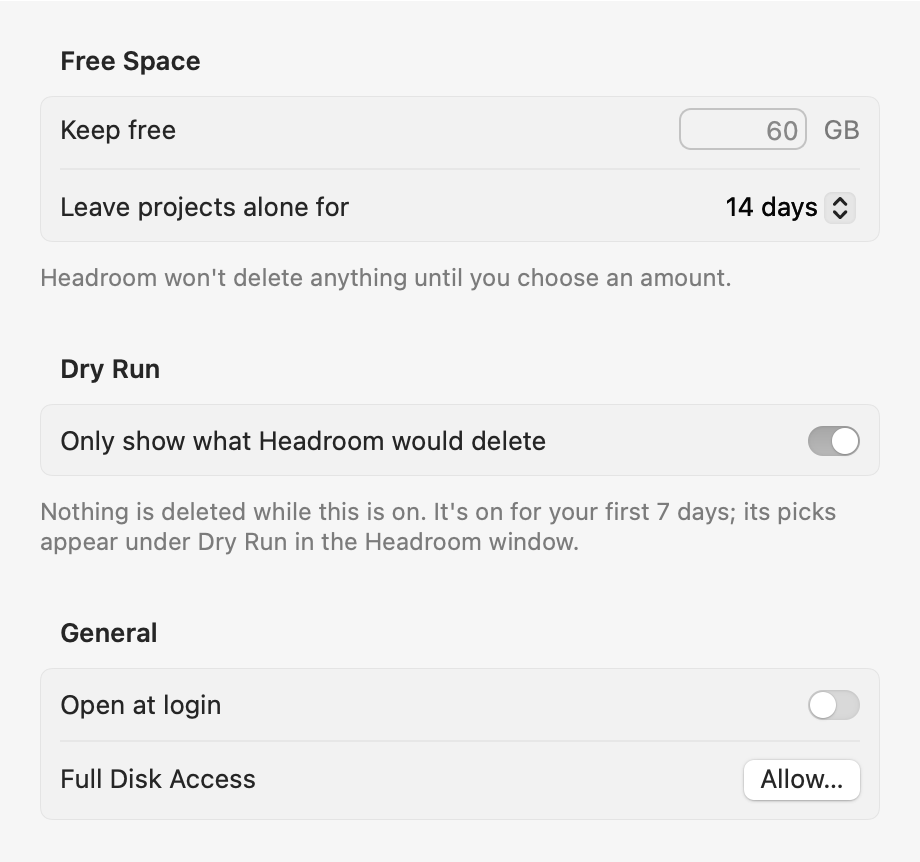 Free Space
Keep free 60 GB
Leave projects alone for 14 days
Headroom won't delete anything until you choose an amount.
Dry Run
Only show what Headroom would delete
Nothing is deleted while this is on. It's on for your first 7 days; its picks
appear under Dry Run in the Headroom window.
General
Open at login
Full Disk Access Allow...